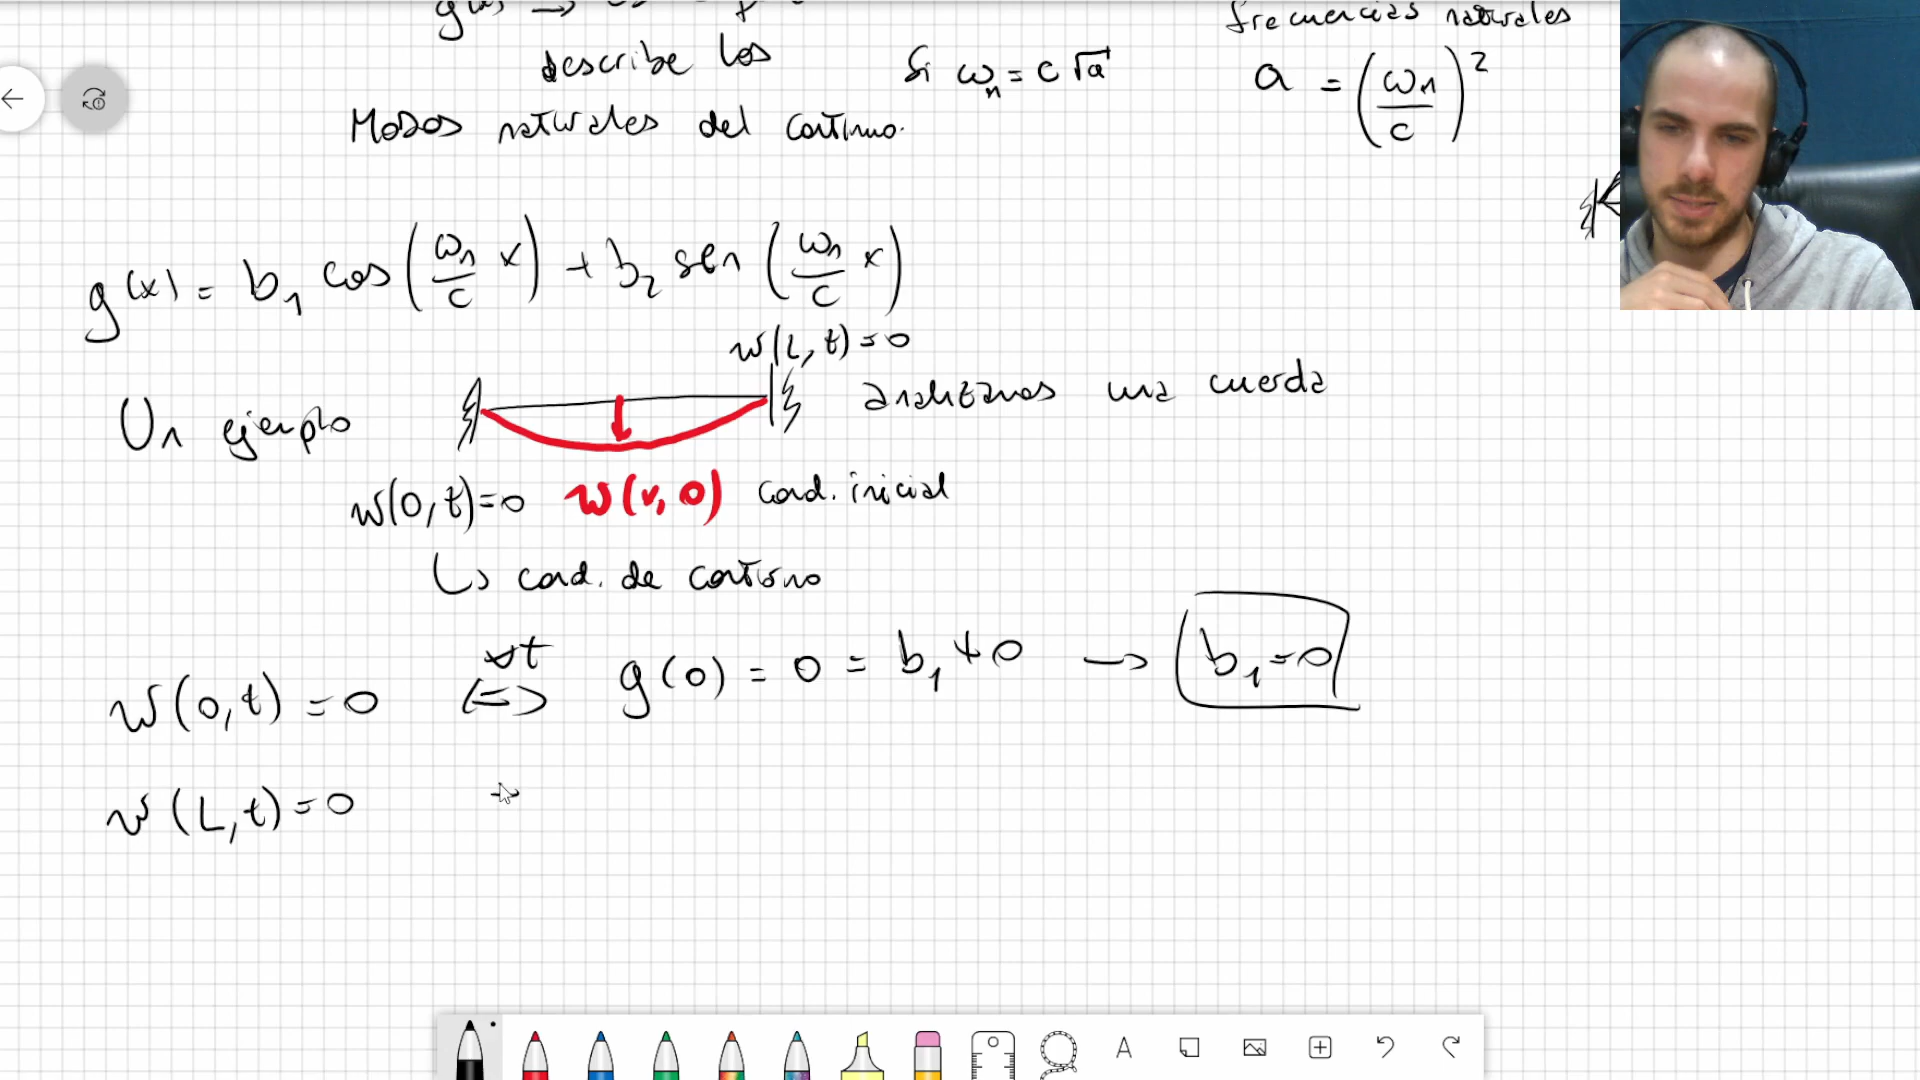 g(x) →
describe los
Modos naturales del continuo.
Si ωn = c √a
frecuencias naturales
a = (ωn/c)²
g(x) = b₁ cos (ωn/c x) + b₂ sen (ωn/c x)
w(L, t) = 0
Un ejemplo analizamos una cuerda
w(0, t) = 0 w(x, 0) cond. inicial
↳ cond. de contorno
w(0, t) = 0 ⇔ ∀t g(0) = 0 = b₁ + 0 → b₁ = 0
w(L, t) = 0
A